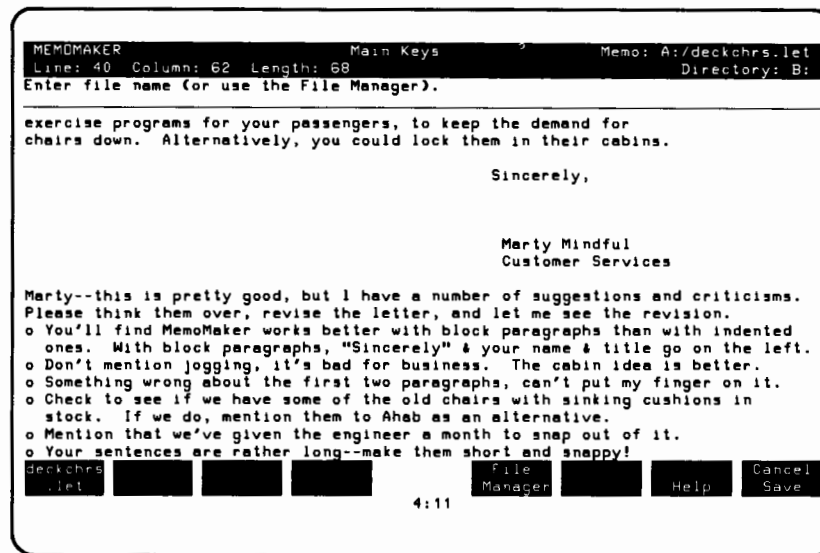 MEMOMAKER Main Keys Memo: A:/deckchrs.let
Line: 40 Column: 62 Length: 68 Directory: B:
Enter file name (or use the File Manager).
exercise programs for your passengers, to keep the demand for
chairs down. Alternatively, you could lock them in their cabins.
Sincerely,
Marty Mindful
Customer Services
Marty--this is pretty good, but I have a number of suggestions and criticisms.
Please think them over, revise the letter, and let me see the revision.
o You'll find MemoMaker works better with block paragraphs than with indented
ones. With block paragraphs, "Sincerely" & your name & title go on the left.
o Don't mention jogging, it's bad for business. The cabin idea is better.
o Something wrong about the first two paragraphs, can't put my finger on it.
o Check to see if we have some of the old chairs with sinking cushions in
stock. If we do, mention them to Ahab as an alternative.
o Mention that we've given the engineer a month to snap out of it.
o Your sentences are rather long--make them short and snappy!
deckchrs File Cancel
.let Manager Help Save
4:11